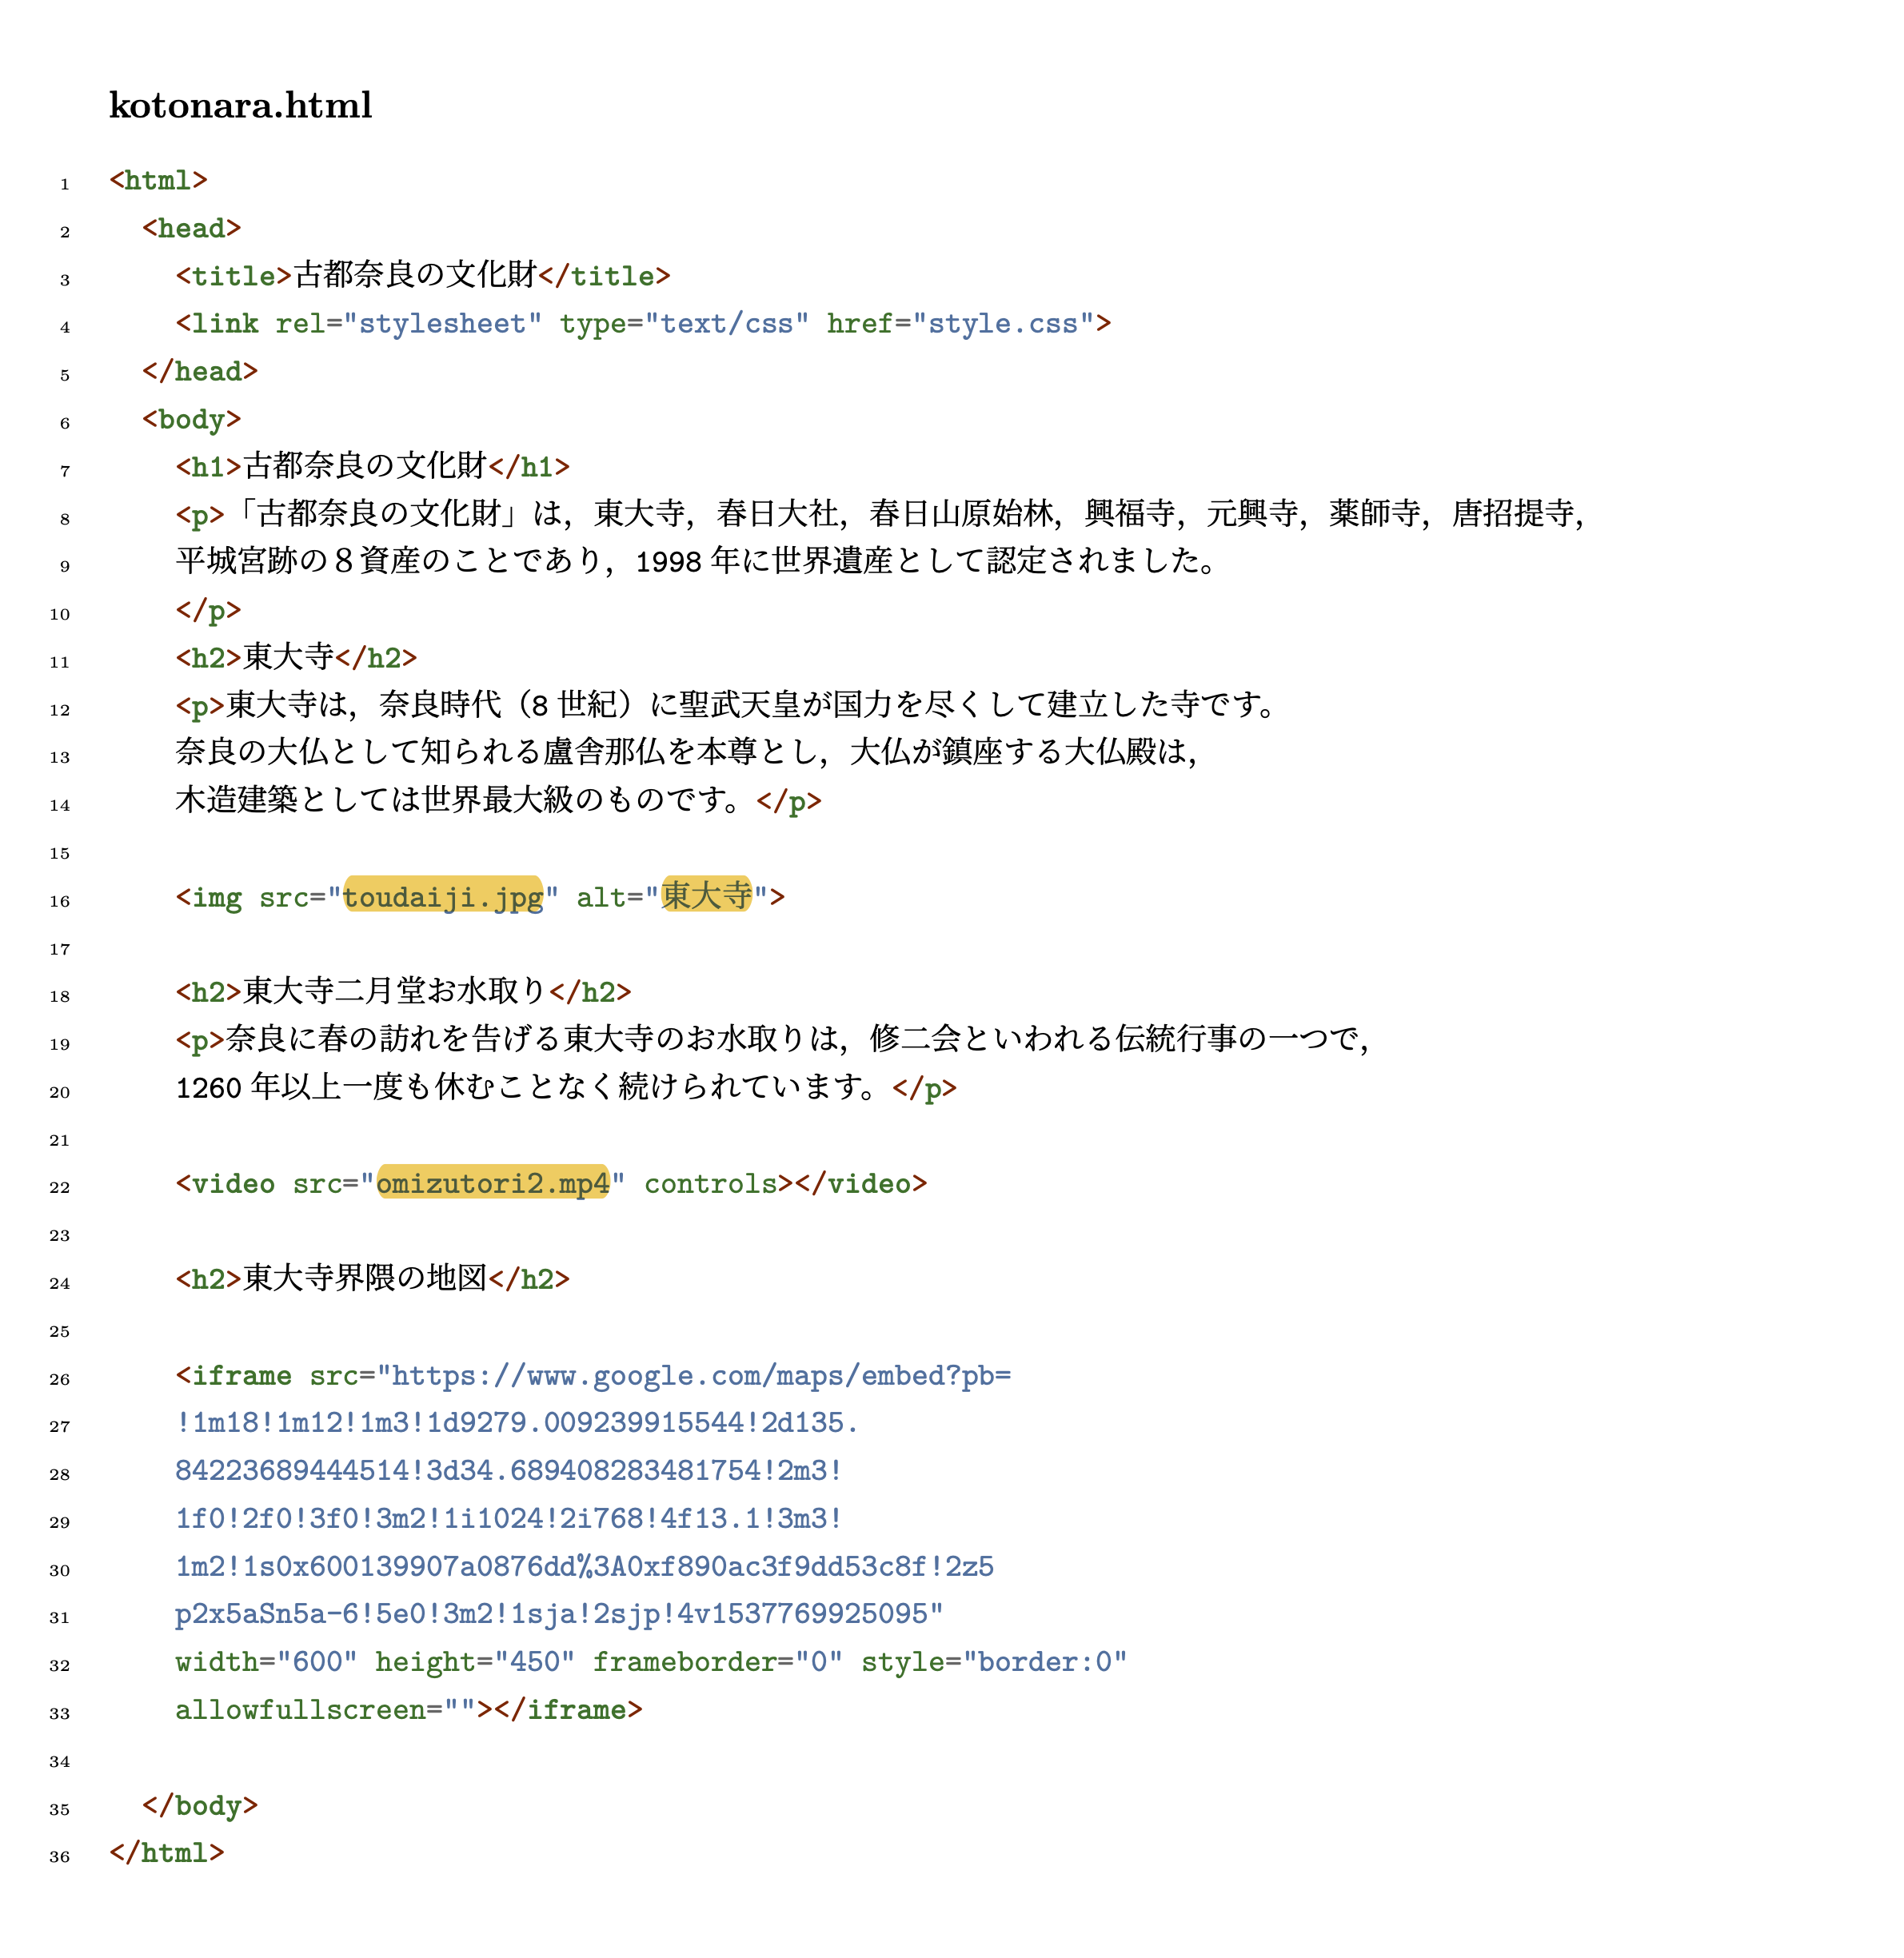 kotonara.html
1 <html>
2 <head>
3 <title>古都奈良の文化財</title>
4 <link rel="stylesheet" type="text/css" href="style.css">
5 </head>
6 <body>
7 <h1>古都奈良の文化財</h1>
8 <p>「古都奈良の文化財」は，東大寺，春日大社，春日山原始林，興福寺，元興寺，薬師寺，唐招提寺，
9 平城宮跡の８資産のことであり，1998 年に世界遺産として認定されました。
10 </p>
11 <h2>東大寺</h2>
12 <p>東大寺は，奈良時代（8 世紀）に聖武天皇が国力を尽くして建立した寺です。
13 奈良の大仏として知られる盧舎那仏を本尊とし，大仏が鎮座する大仏殿は，
14 木造建築としては世界最大級のものです。</p>
15
16 <img src="toudaiji.jpg" alt="東大寺">
17
18 <h2>東大寺二月堂お水取り</h2>
19 <p>奈良に春の訪れを告げる東大寺のお水取りは，修二会といわれる伝統行事の一つで，
20 1260 年以上一度も休むことなく続けられています。</p>
21
22 <video src="omizutori2.mp4" controls></video>
23
24 <h2>東大寺界隈の地図</h2>
25
26 <iframe src="https://www.google.com/maps/embed?pb=
27 !1m18!1m12!1m3!1d9279.009239915544!2d135.
28 84223689444514!3d34.689408283481754!2m3!
29 1f0!2f0!3f0!3m2!1i1024!2i768!4f13.1!3m3!
30 1m2!1s0x600139907a0876dd%3A0xf890ac3f9dd53c8f!2z5
31 p2x5aSn5a-6!5e0!3m2!1sja!2sjp!4v1537769925095"
32 width="600" height="450" frameborder="0" style="border:0"
33 allowfullscreen=""></iframe>
34
35 </body>
36 </html>